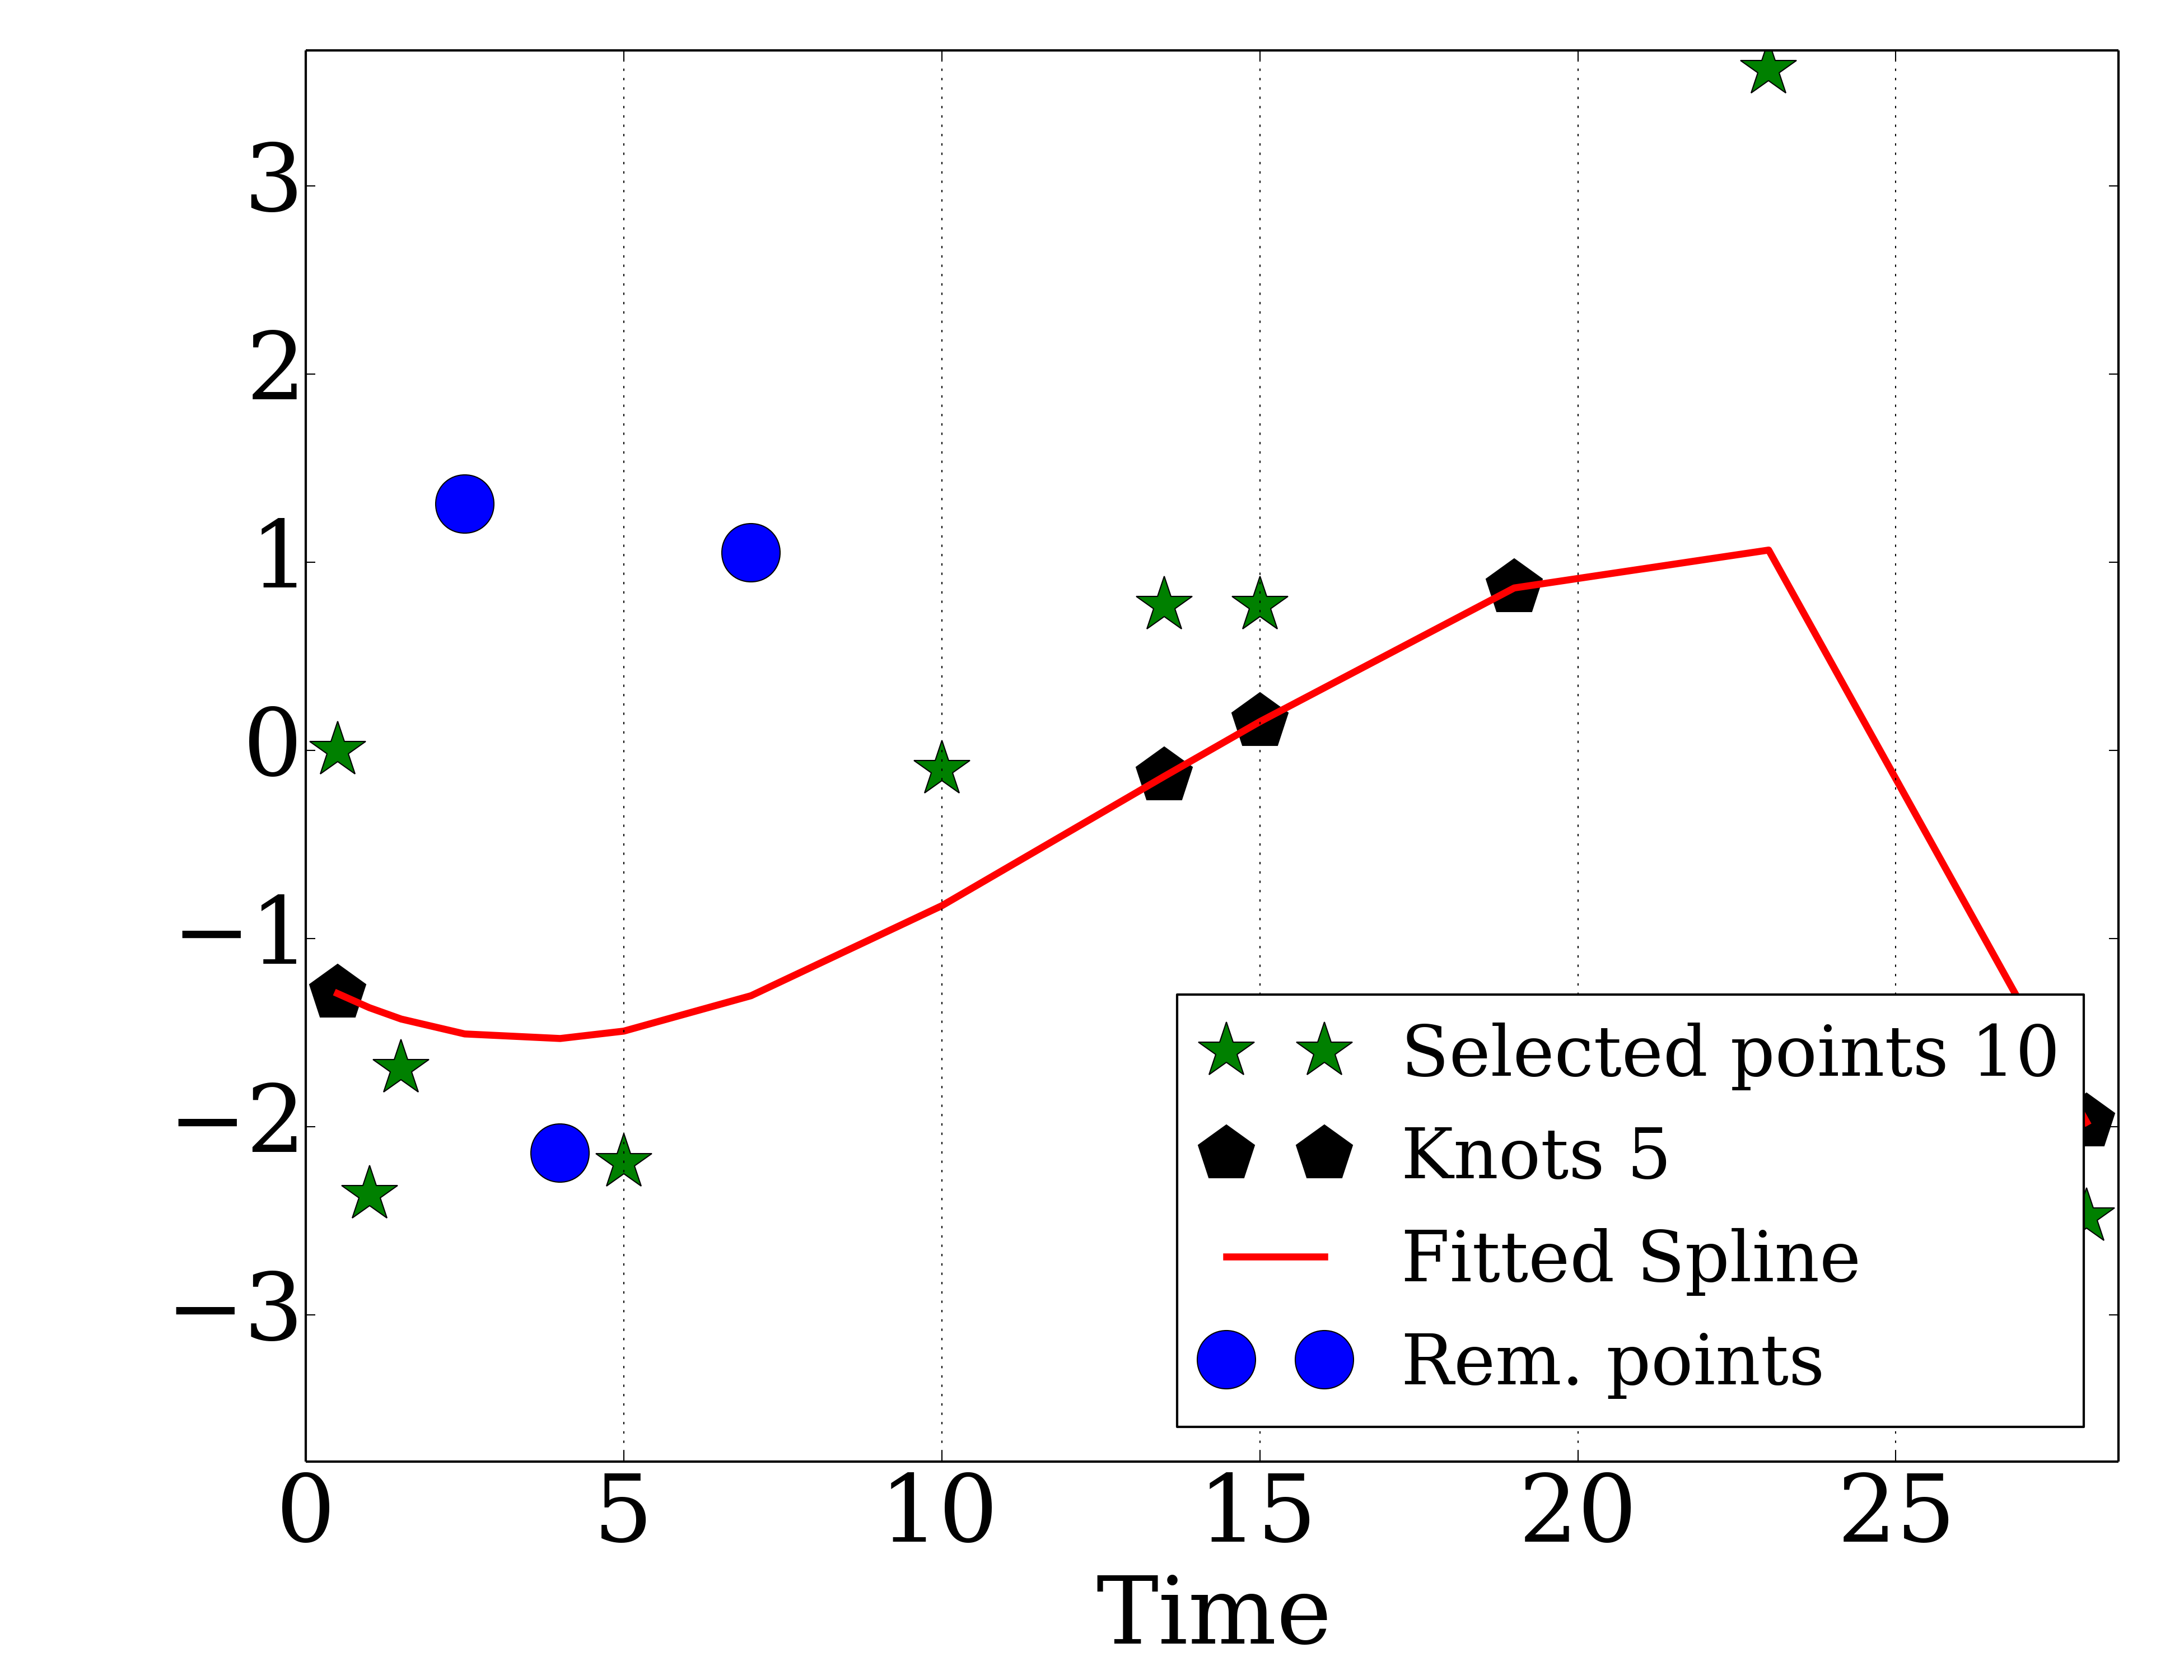 3
2
1
0
−1
−2
−3
Selected points 10
Knots 5
Fitted Spline
Rem. points
0 5 10 15 20 25
Time